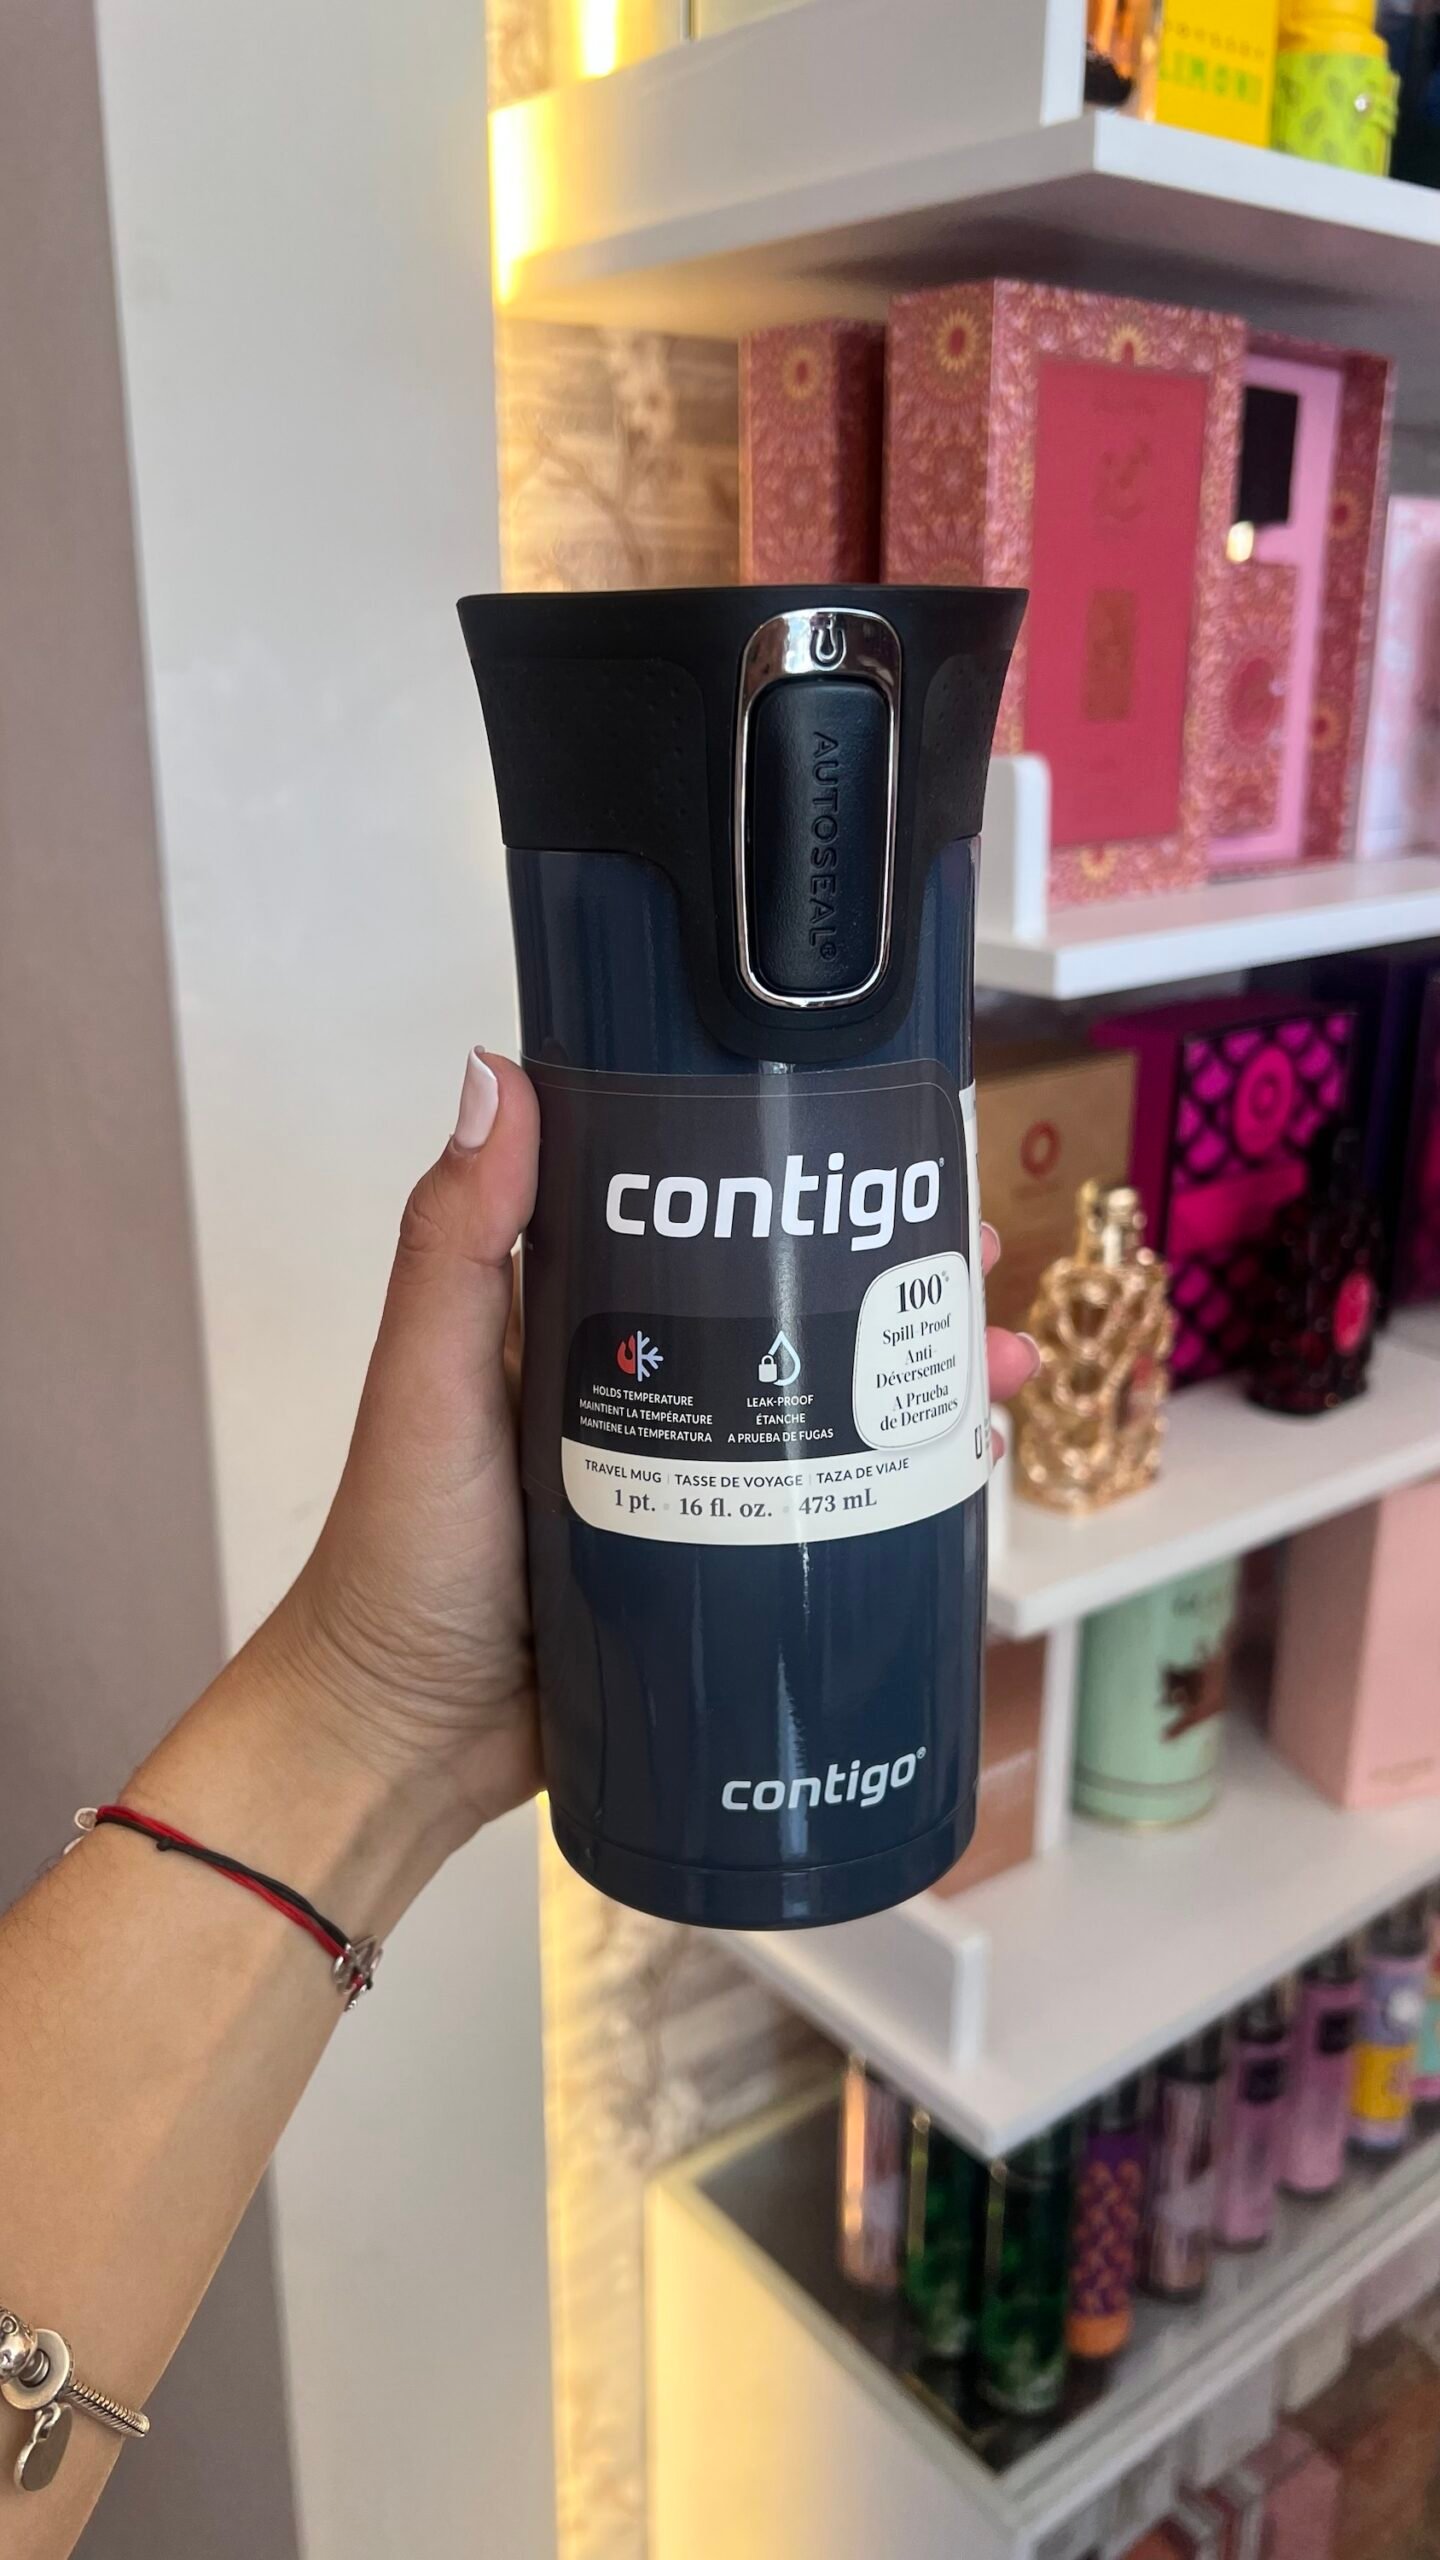 ODYSSEY
LIMONI
AUTOSEAL®
contigo®
100%
Spill-Proof
Anti-
Déversement
A Prueba
de Derrames
HOLDS TEMPERATURE
MAINTIENT LA TEMPÉRATURE
MANTIENE LA TEMPERATURA
LEAK-PROOF
ÉTANCHE
A PRUEBA DE FUGAS
TRAVEL MUG | TASSE DE VOYAGE | TAZA DE VIAJE
1 pt. • 16 fl. oz. • 473 mL
contigo®